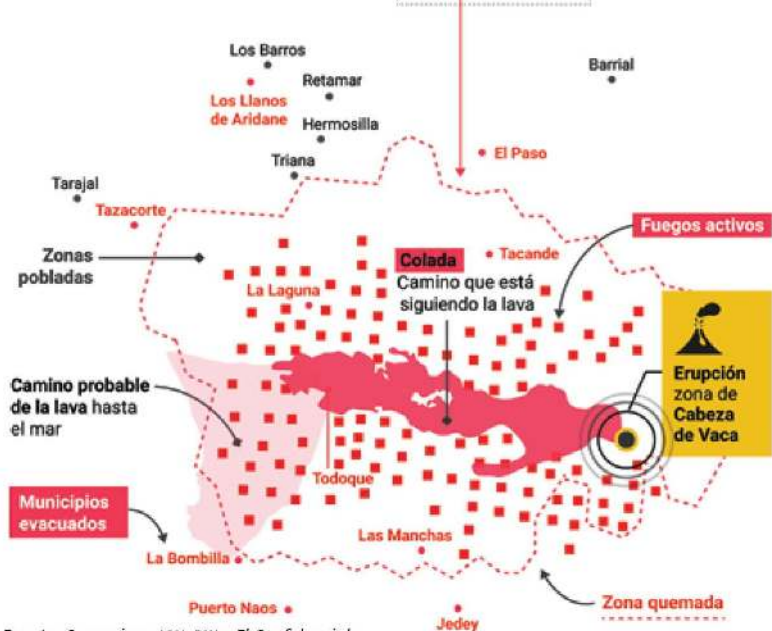 Los Barros
Barrial
Retamar
Los Llanos
de Aridane
Hermosilla
El Paso
Triana
Tarajal
Tazacorte
Fuegos activos
Zonas
pobladas
Colada
Camino que está
siguiendo la lava
Tacande
La Laguna
Erupción
zona de
Cabeza
de Vaca
Camino probable
de la lava hasta
el mar
Todoque
Municipios
evacuados
Las Manchas
La Bombilla
Zona quemada
Puerto Naos
Jedey